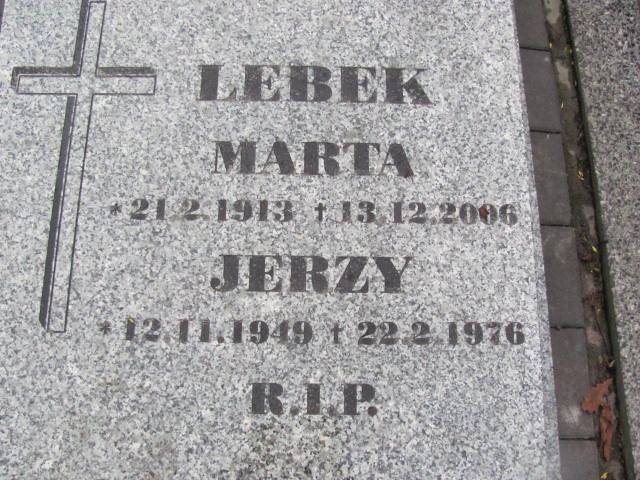 LEBEK
MARTA
*21.2.1913 †13.12.2006
JERZY
*12.11.1949 †22.2.1976
R.I.P.